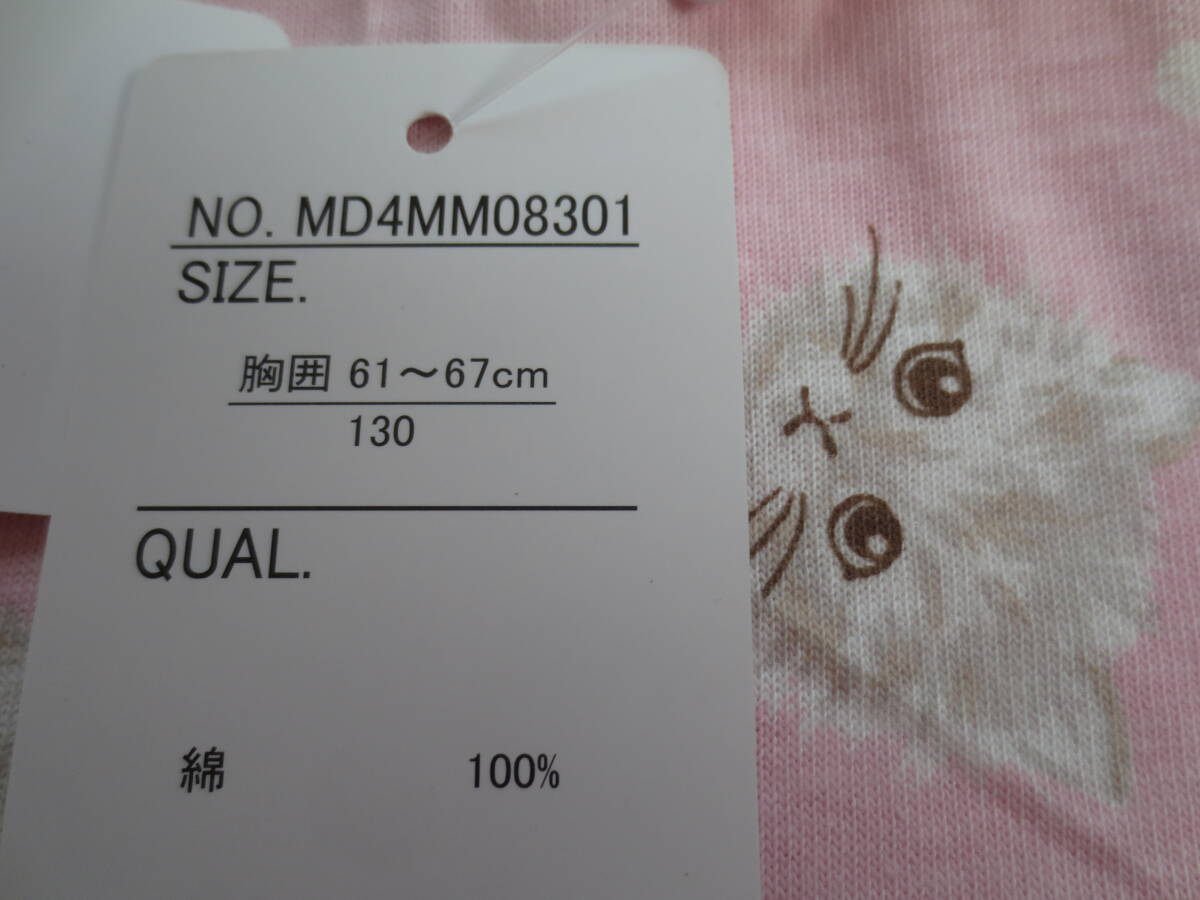 NO. MD4MM08301
SIZE.
胸囲 61～67cm
130
QUAL.
綿 100%